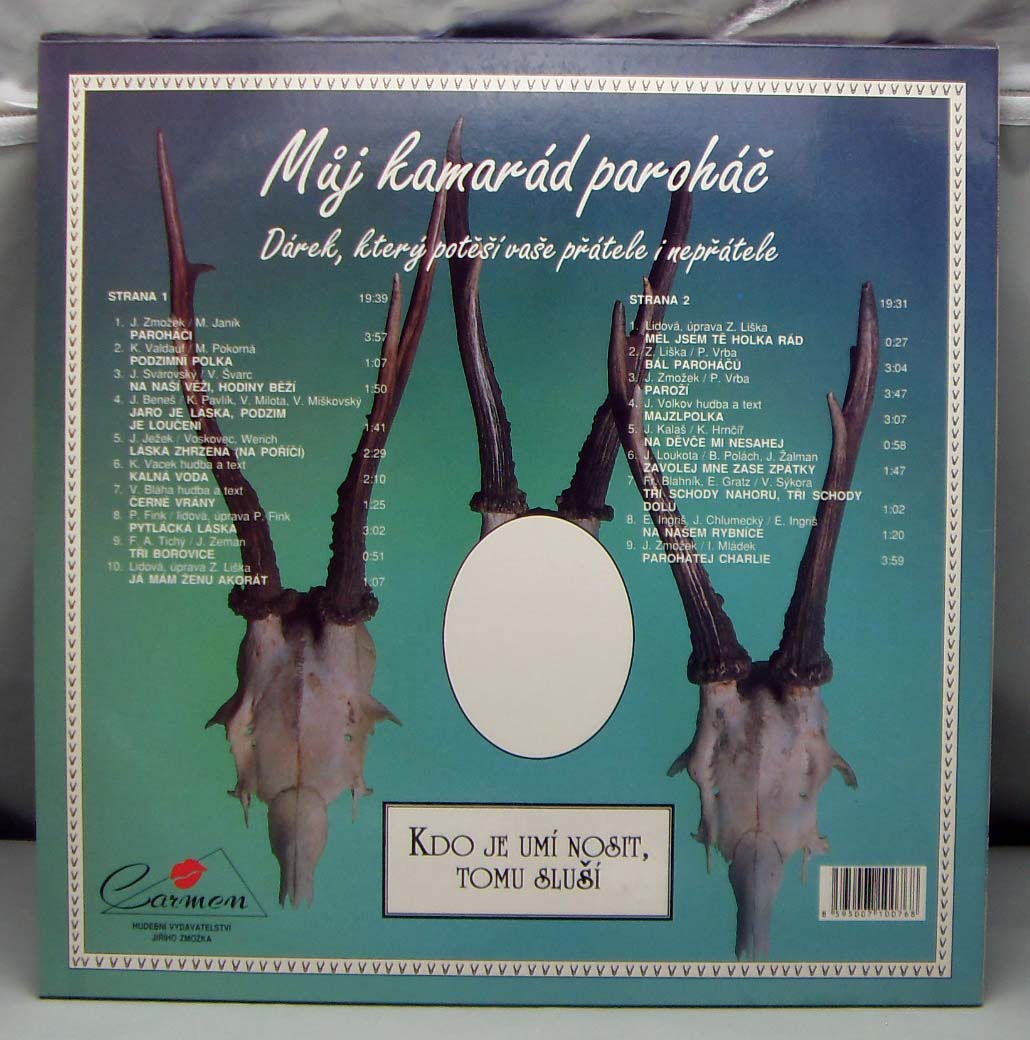 Můj kamarád paroháč
Dárek, který potěší vaše přátele i nepřátele
STRANA 1 19:39
1. J. Zmožek / M. Janík
PAROHÁČI 3:57
2. K. Valdauf / M. Pokorná
PODZIMNÍ POLKA 1:07
3. J. Svárovský / V. Švarc
NA NAŠÍ VĚŽI, HODINY BĚŽÍ 1:50
4. J. Beneš / K. Pavlík, V. Milota, V. Miškovský
JARO JE LÁSKA, PODZIM
JE LOUČENÍ 1:41
5. J. Ježek / Voskovec, Werich
LÁSKA ZHRZENÁ (NA POŘÍČÍ) 2:29
6. K. Vacek hudba a text
KALNÁ VODA 2:10
7. V. Bláha hudba a text
ČERNÉ VRÁNY 1:25
8. P. Fink / lidová, úprava P. Fink
PYTLÁCKÁ LÁSKA 3:02
9. F. A. Tichý / J. Zeman
TŘI BOROVICE 0:51
10. Lidová, úprava Z. Liška
JÁ MÁM ŽENU AKORÁT 1:07
STRANA 2 19:31
1. Lidová, úprava Z. Liška
MĚL JSEM TĚ HOLKA RÁD 0:27
2. Z. Liška / P. Vrba
BÁL PAROHÁČŮ 3:04
3. J. Zmožek / P. Vrba
PAROŽÍ 3:47
4. J. Volkov hudba a text
MAJZLPOLKA 3:07
5. J. Kalaš / K. Hrnčíř
NA DĚVČE MI NESAHEJ 0:58
6. J. Loukota / B. Polách, J. Žalman
ZAVOLEJ MNE ZASE ZPÁTKY 1:47
7. Fr. Blahník, E. Gratz / V. Sýkora
TŘI SCHODY NAHORU, TŘI SCHODY
DOLŮ 1:02
8. E. Ingriš, J. Chlumecký / E. Ingriš
NA NAŠEM RYBNÍCE 1:20
9. J. Zmožek / I. Mládek
PAROHATEJ CHARLIE 3:59
KDO JE UMÍ NOSIT,
TOMU SLUŠÍ
Carmen
HUDEBNÍ VYDAVATELSTVÍ
JIŘÍHO ZMOŽKA
8 595007 100768